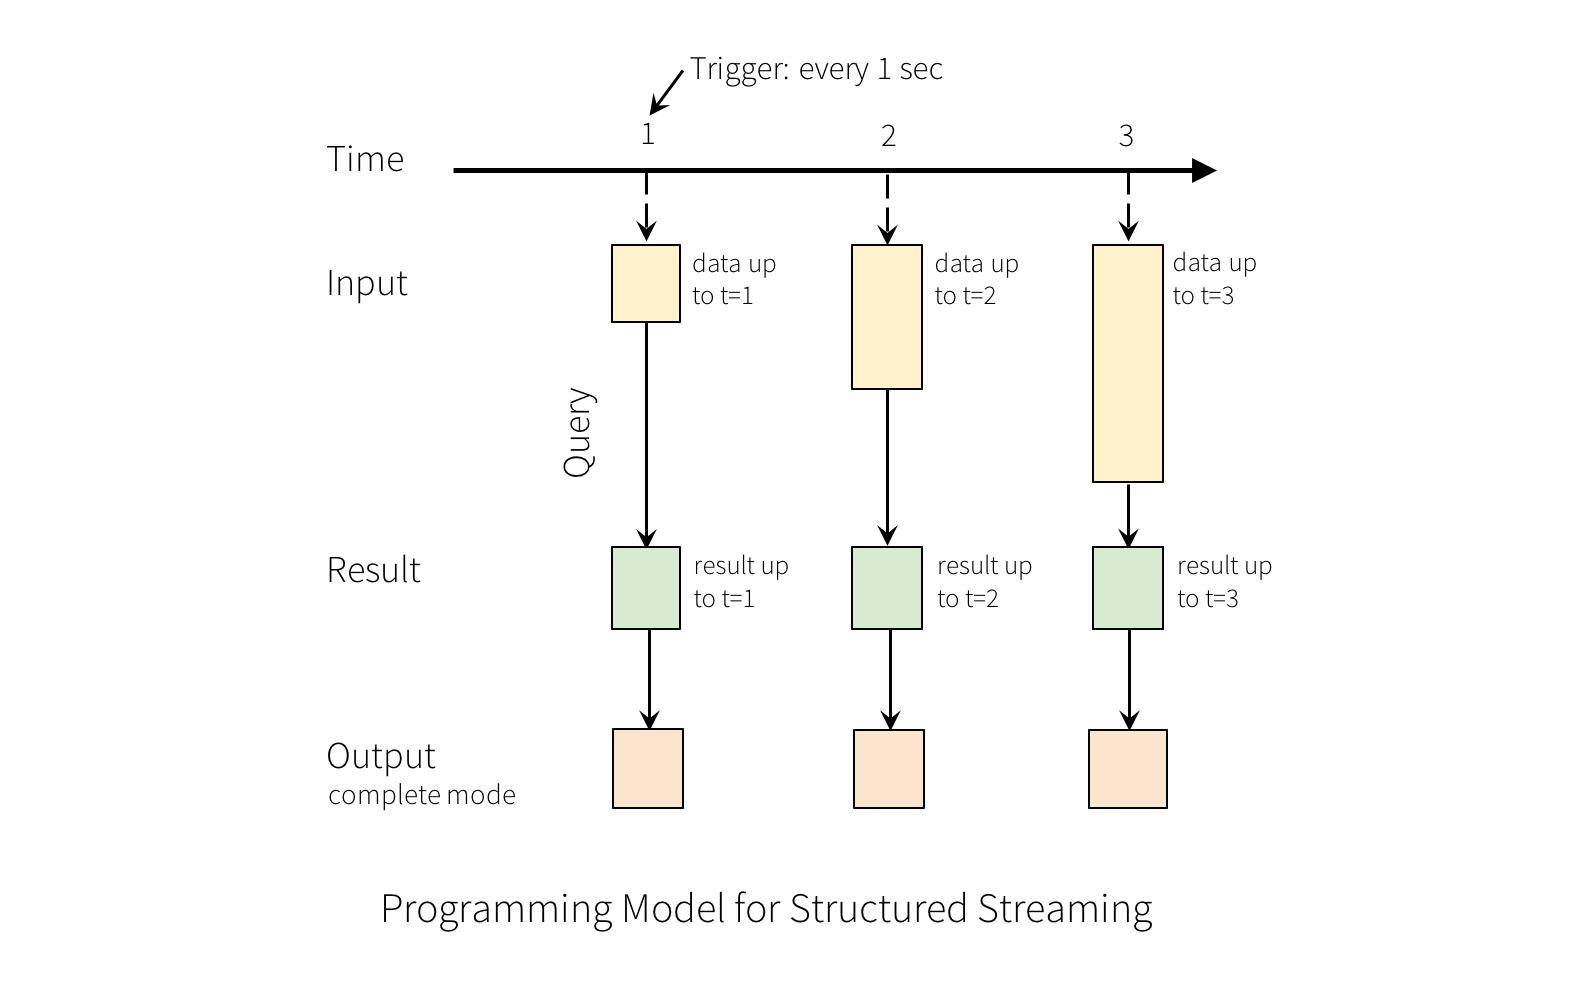 Trigger: every 1 sec
1 2 3
Time
Input
data up
to t=1
data up
to t=2
data up
to t=3
Query
Result
result up
to t=1
result up
to t=2
result up
to t=3
Output
complete mode
Programming Model for Structured Streaming